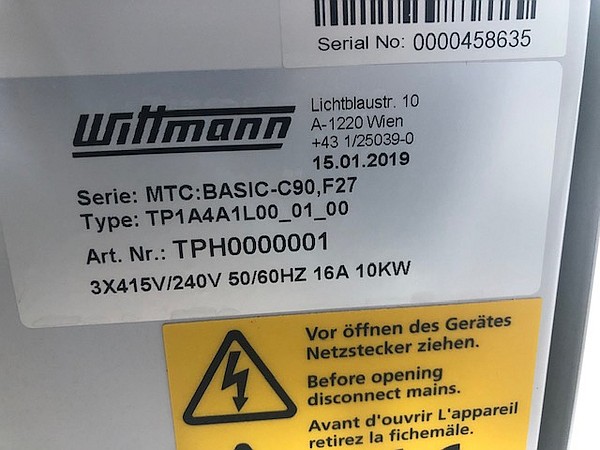 Serial No: 0000458635
Wittmann
Lichtblaustr. 10
A-1220 Wien
+43 1/25039-0
15.01.2019
Serie: MTC:BASIC-C90,F27
Type: TP1A4A1L00_01_00
Art. Nr.: TPH0000001
3X415V/240V 50/60HZ 16A 10KW
Vor öffnen des Gerätes
Netzstecker ziehen.
Before opening
disconnect mains.
Avant d'ouvrir L'appareil
retirez la fichemäle.